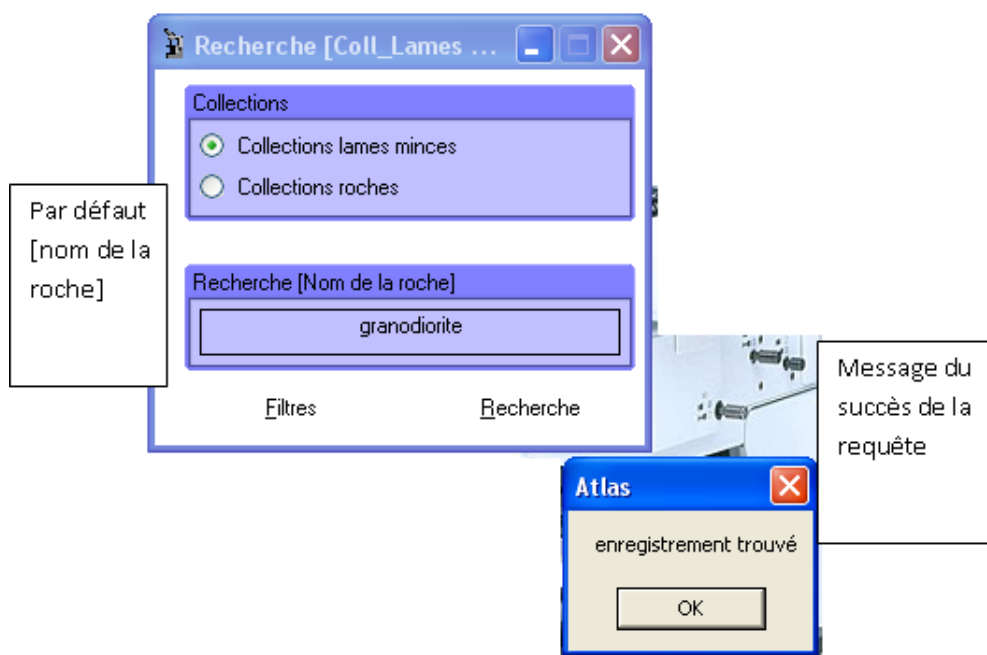 Recherche [Coll_Lames ...
Collections
Collections lames minces
Collections roches
Par défaut
[nom de la
roche]
Recherche [Nom de la roche]
granodiorite
Filtres
Recherche
Message du
succès de la
requête
Atlas
enregistrement trouvé
OK